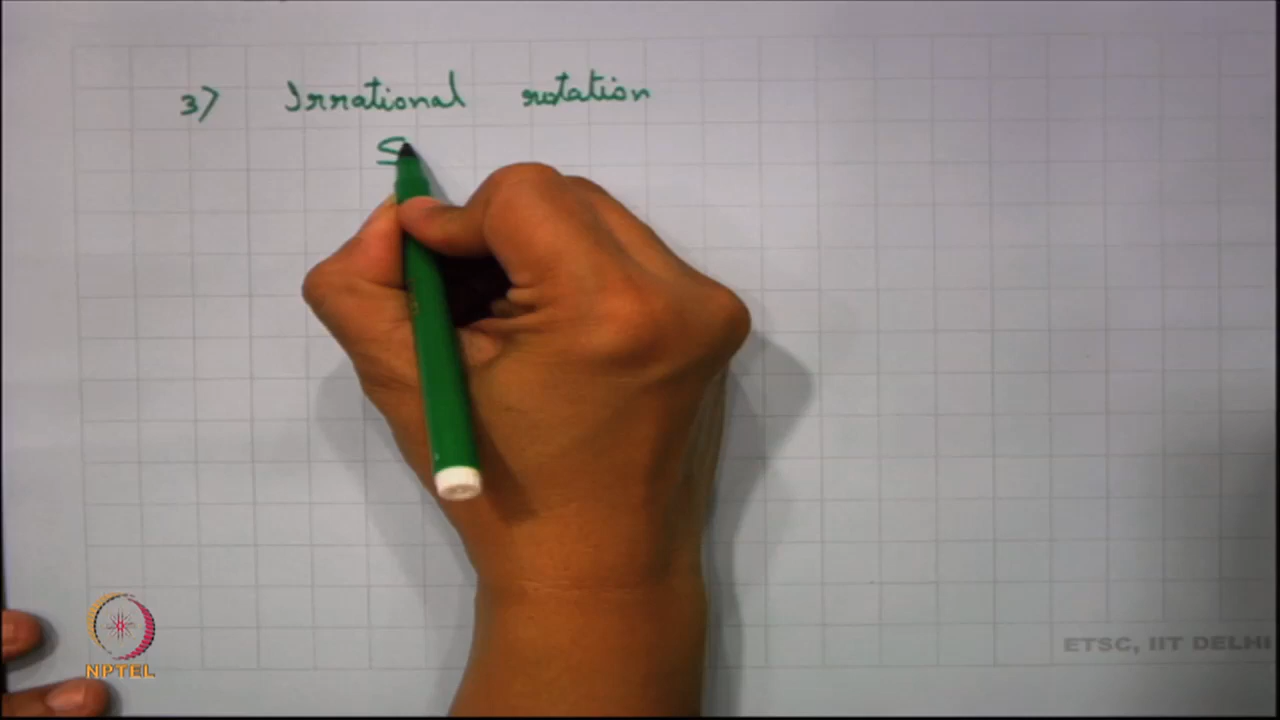 3) Irrational rotation
S
NPTEL
ETSC, IIT DELHI